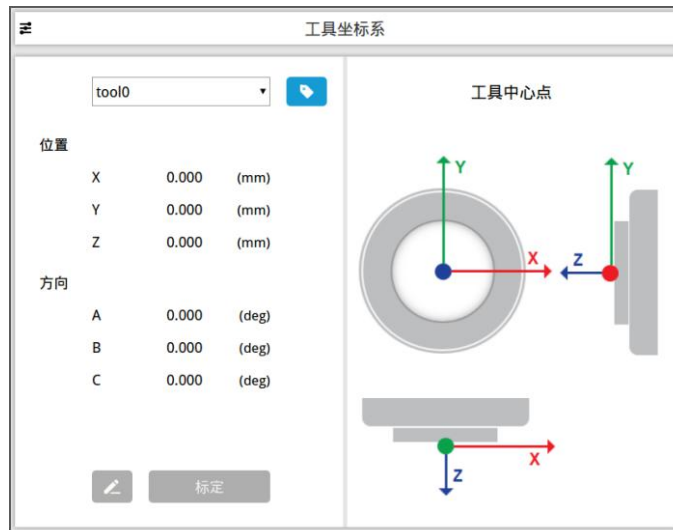 工具坐标系
tool0
位置
X 0.000 (mm)
Y 0.000 (mm)
Z 0.000 (mm)
方向
A 0.000 (deg)
B 0.000 (deg)
C 0.000 (deg)
标定
工具中心点
Y
X
Y
Z
X
Z